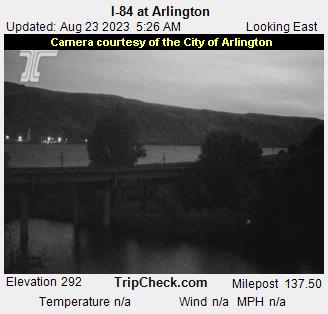 I-84 at Arlington
Updated: Aug 23 2023 5:26 AM Looking East
Camera courtesy of the City of Arlington
Elevation 292 TripCheck.com Milepost 137.50
Temperature n/a Wind n/a MPH n/a